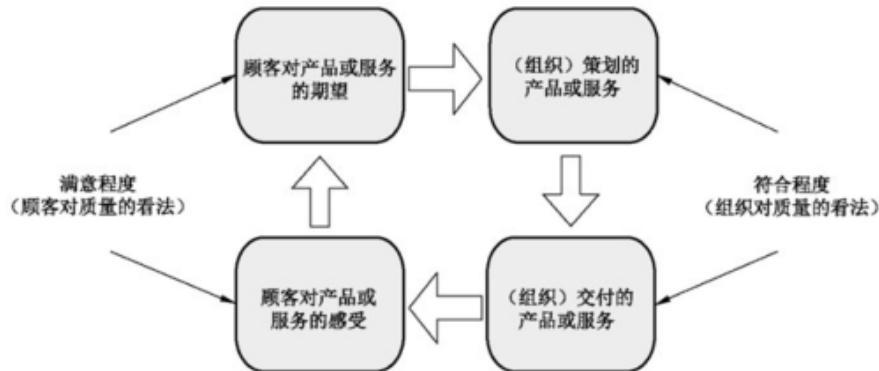 顾客对产品或服务
的期望
（组织）策划的
产品或服务
满意程度
（顾客对质量的看法）
符合程度
（组织对质量的看法）
顾客对产品或
服务的感受
（组织）交付的
产品或服务